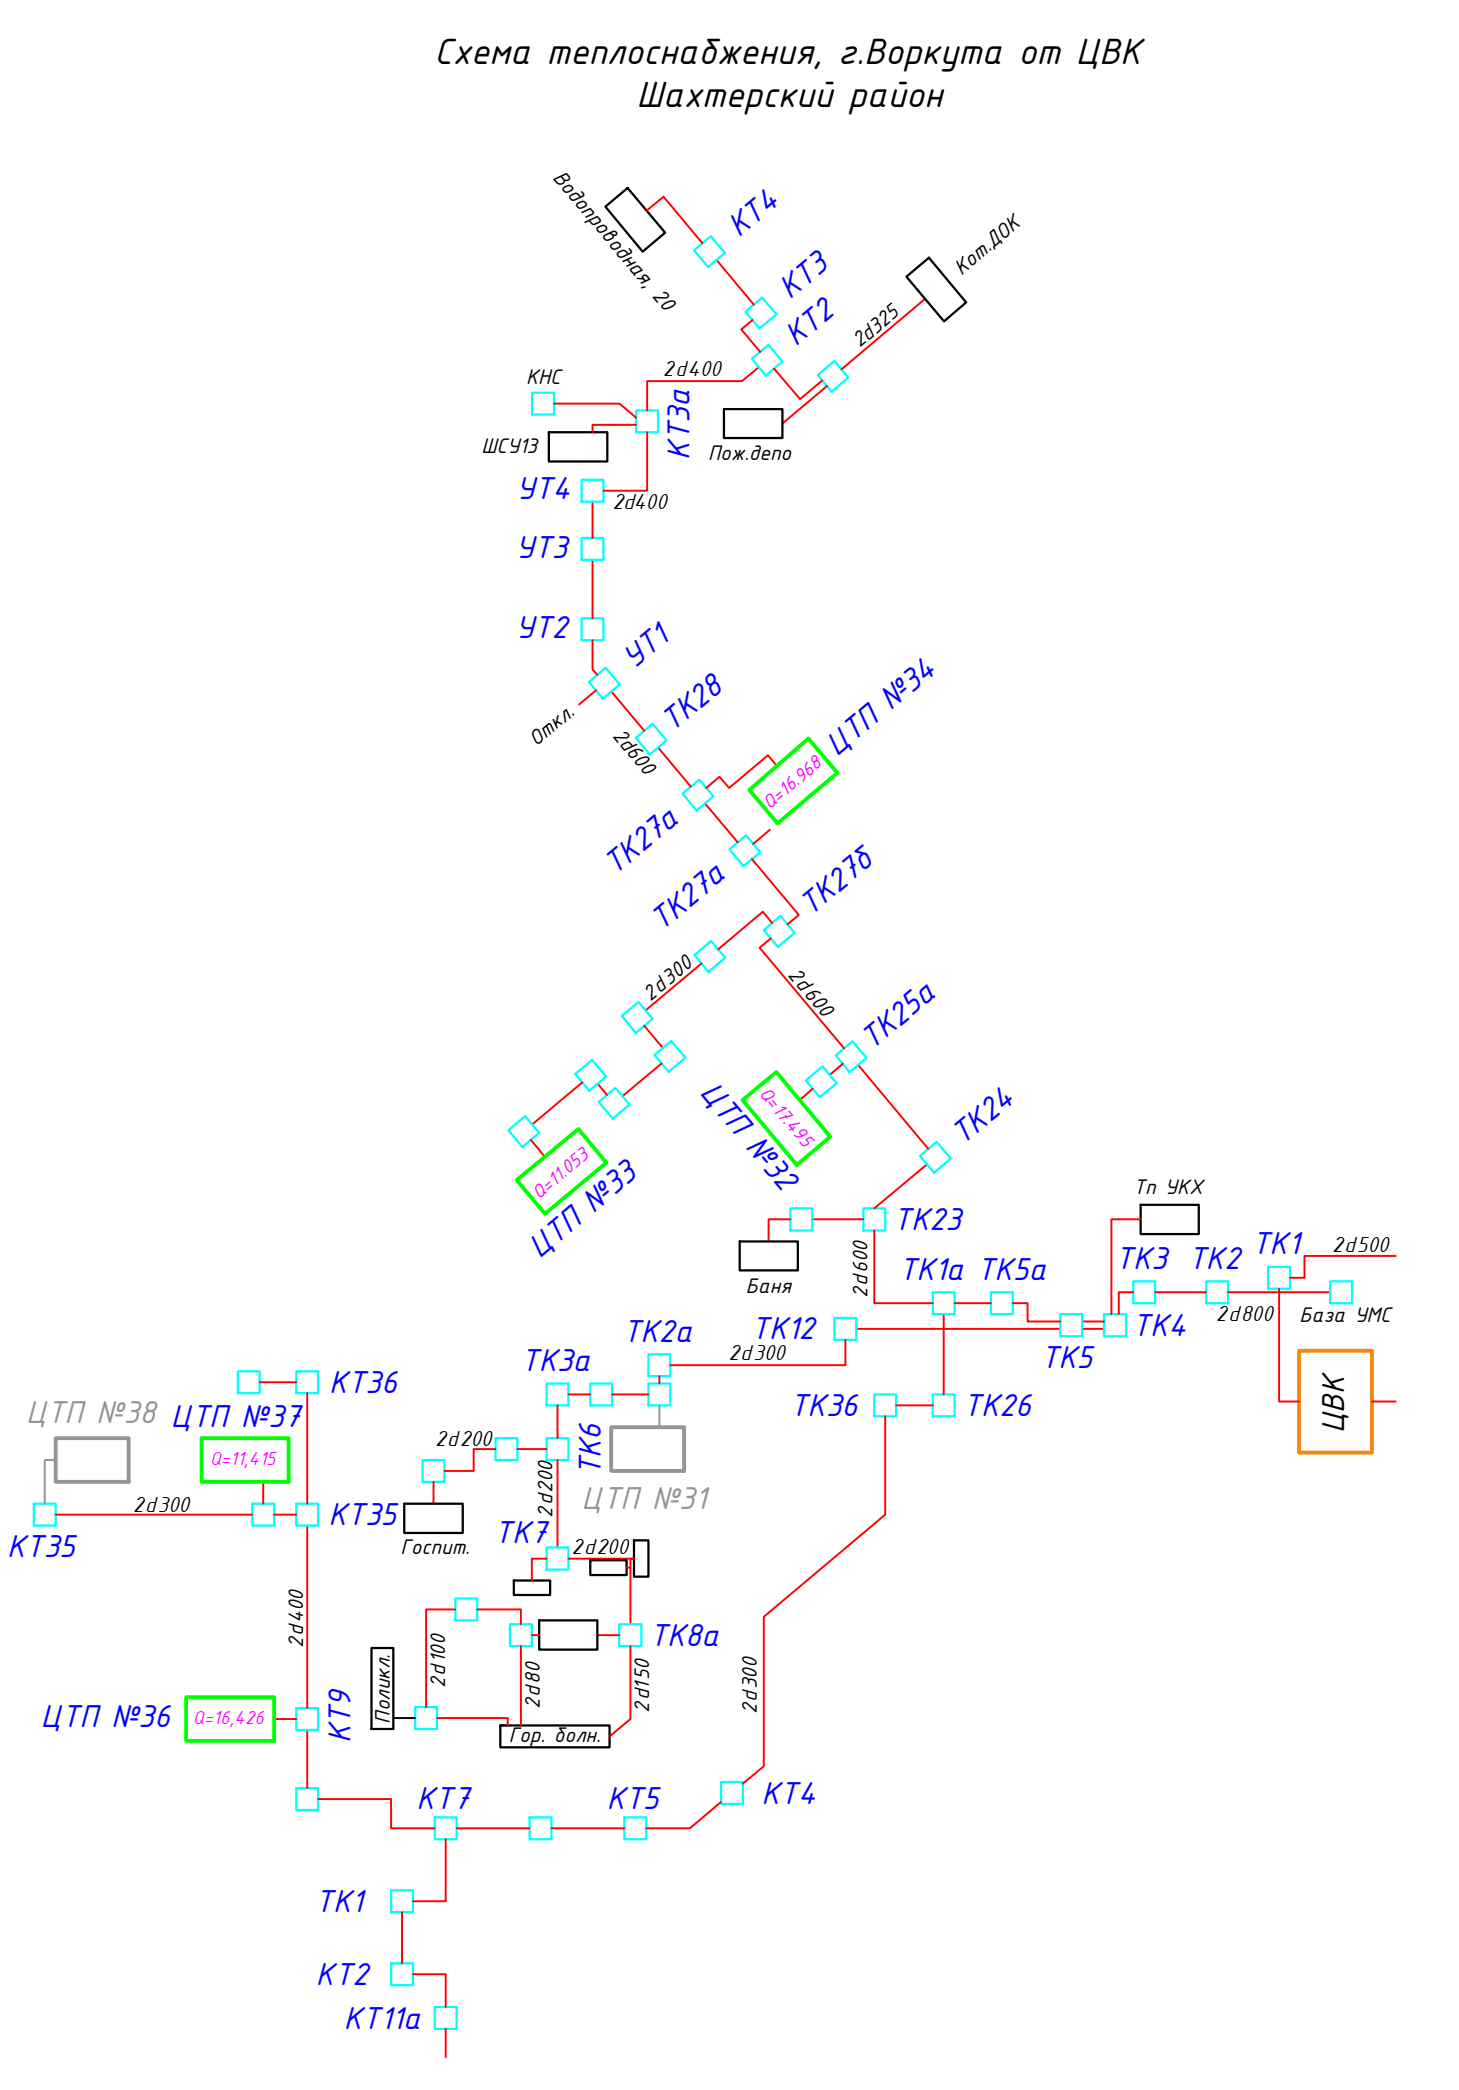 Схема теплоснабжения, г.Воркута от ЦВК
Шахтерский район
Водопроводная, 20
КТ4
КТ3
КТ2
Кот.ДОК
2d325
2d400
КНС
КТ3а
ШСУ13
Пож.депо
УТ4
2d400
УТ3
УТ2
УТ1
Откл.
ТК28
2d600
ЦТП №34
Q=16.968
ТК27а
ТК27а
ТК27б
2d300
2d600
ТК25а
ЦТП №32
Q=17.495
ТК24
Q=11.053
ЦТП №33
ТК23
Баня
2d600
Тп УКХ
ТК1а
ТК5а
ТК3
ТК2
ТК1
2d500
База УМС
2d800
ТК4
ТК5
ТК12
ТК2а
2d300
ТК3а
ЦВК
КТ36
ЦТП №38
ЦТП №37
Q=11,415
ТК36
ТК26
2d200
ТК6
2d200
ЦТП №31
2d300
КТ35
КТ35
Госпит.
ТК7
2d200
2d400
ТК8а
2d100
2d80
2d150
2d300
Поликл.
Гор. болн.
ЦТП №36
Q=16,426
КТ9
КТ7
КТ5
КТ4
ТК1
КТ2
КТ11а